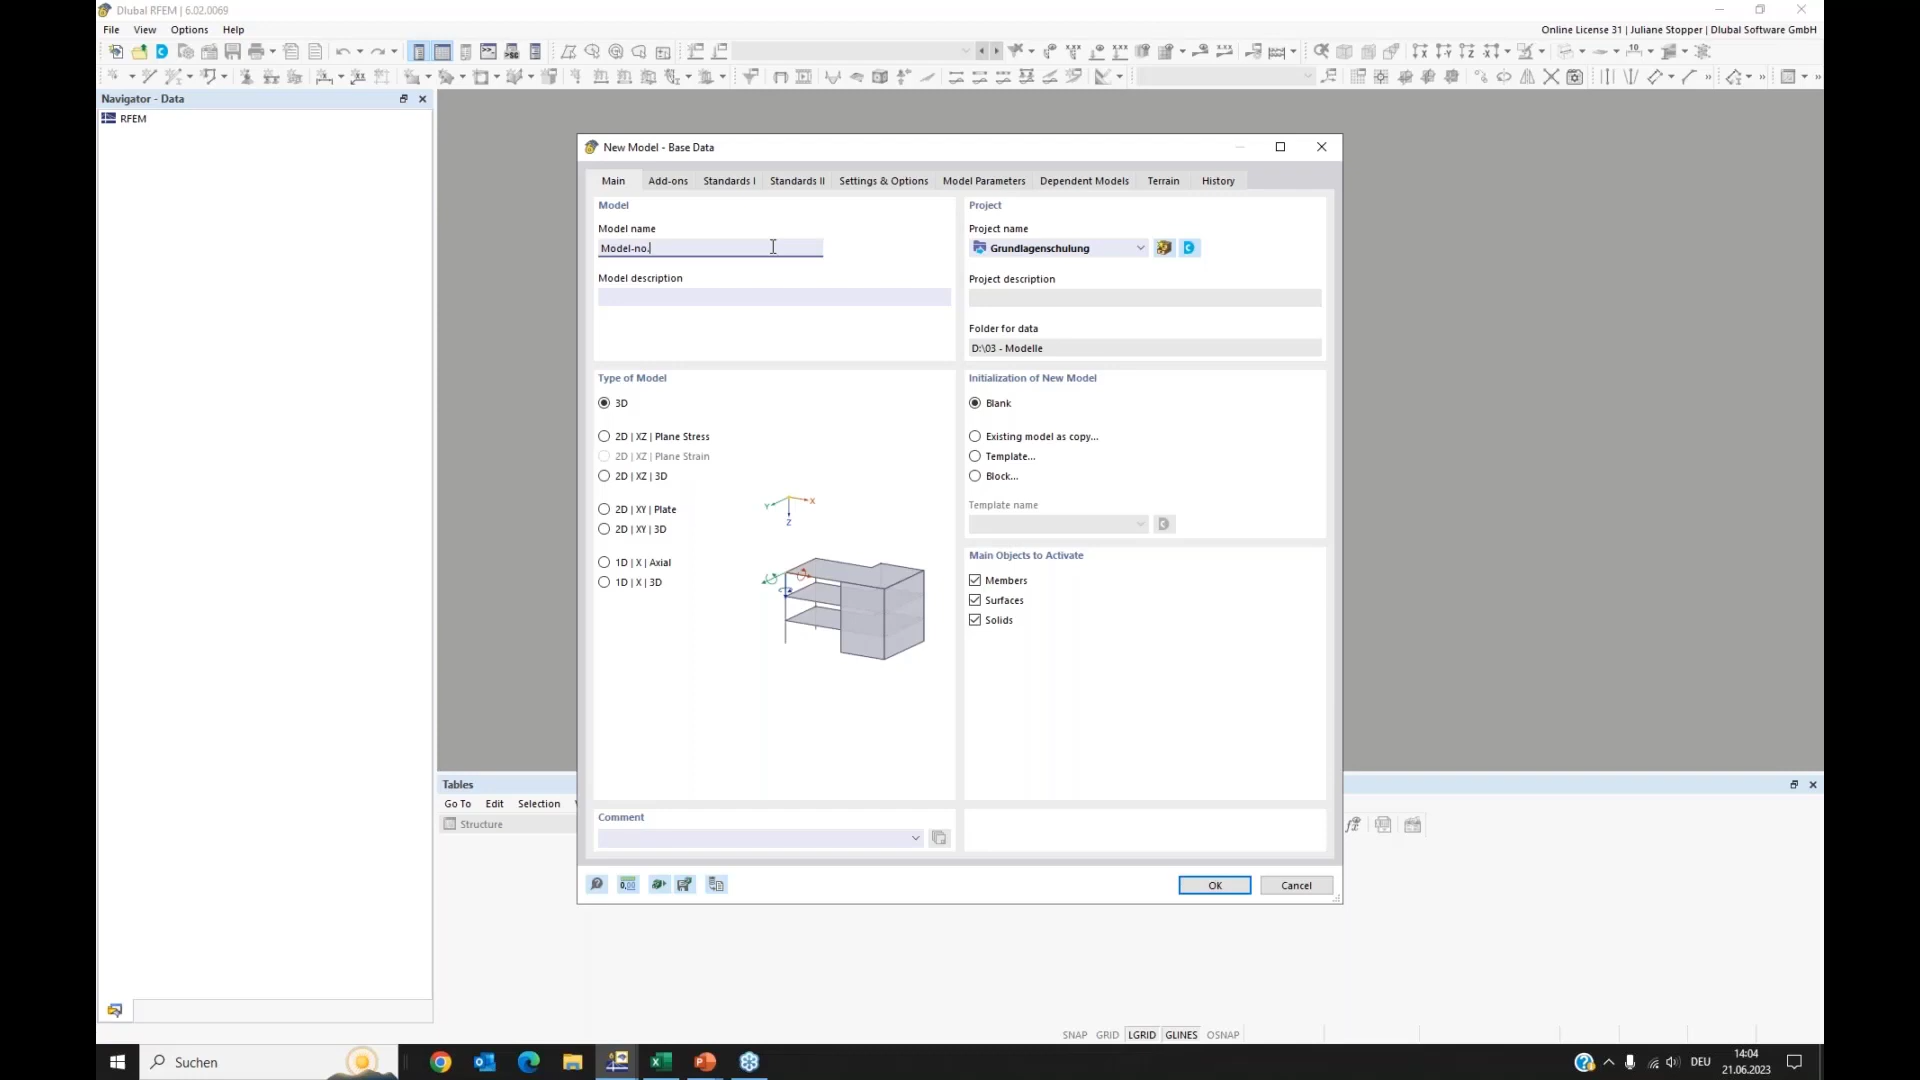 Dlubal RFEM | 6.02.0069
File View Options Help
Online License 31 | Juliane Stopper | Dlubal Software GmbH
Navigator - Data
RFEM
New Model - Base Data
Main Add-ons Standards I Standards II Settings & Options Model Parameters Dependent Models Terrain History
Model
Model name
Model-no.
Model description
Project
Project name
Grundlagenschulung
Project description
Folder for data
D:\03 - Modelle
Type of Model
3D
2D | XZ | Plane Stress
2D | XZ | Plane Strain
2D | XZ | 3D
2D | XY | Plate
2D | XY | 3D
1D | X | Axial
1D | X | 3D
Y X
Z
Initialization of New Model
Blank
Existing model as copy...
Template...
Block...
Template name
Main Objects to Activate
Members
Surfaces
Solids
Comment
OK Cancel
Tables
Go To Edit Selection
Structure
SNAP GRID LGRID GLINES OSNAP
Suchen
DEU
14:04
21.06.2023